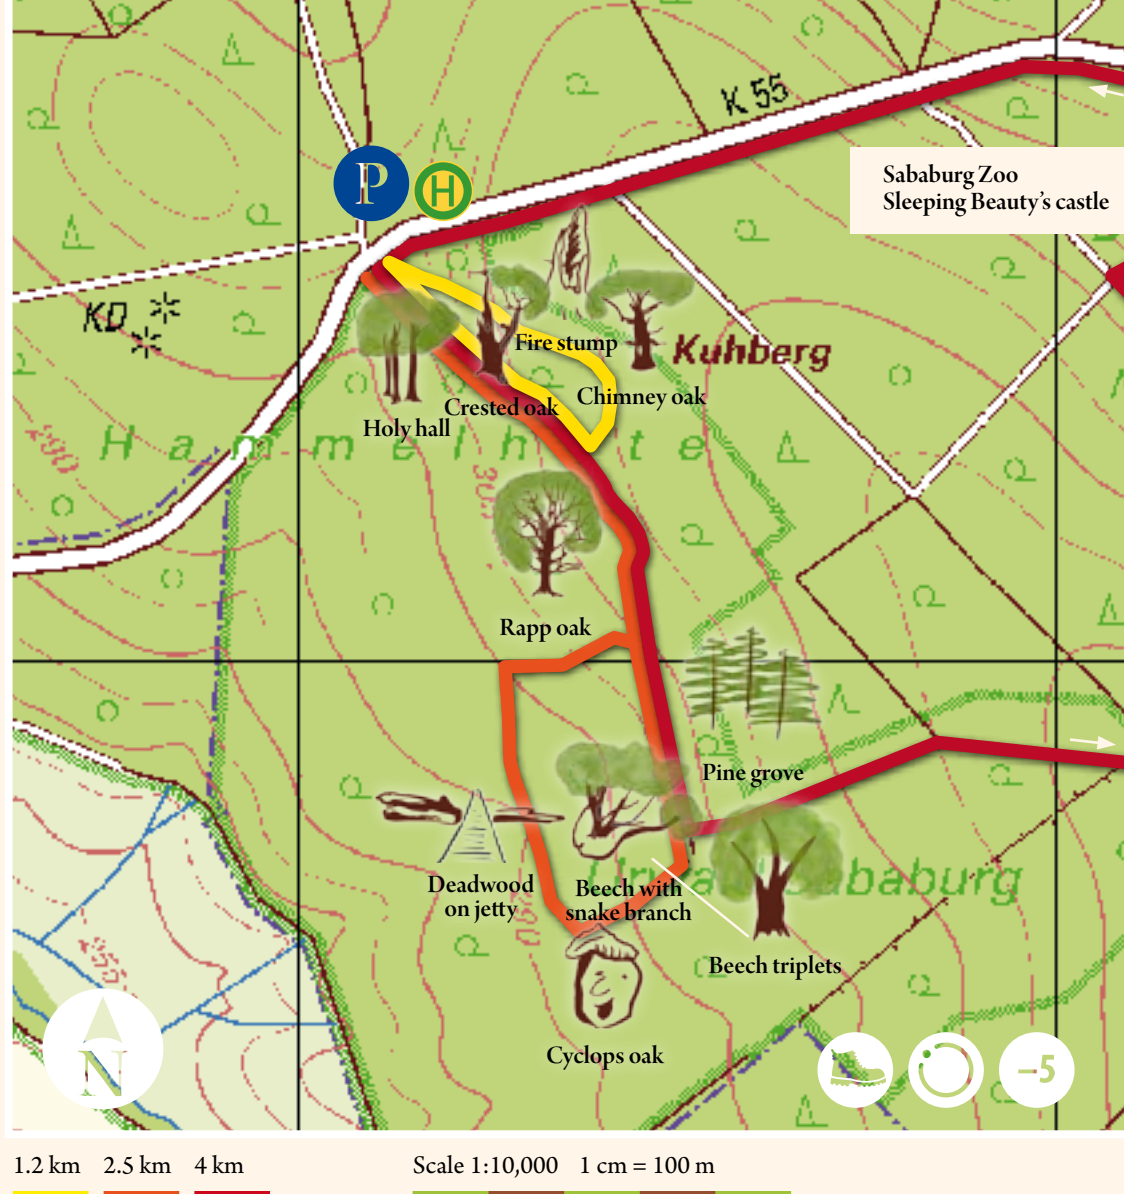 K 55
P
H
Sababurg Zoo
Sleeping Beauty's castle
KD
Fire stump
Kuhberg
Chimney oak
Crested oak
Holy hall
290
Rapp oak
Pine grove
Deadwood
on jetty
Beech with
snake branch
Beech triplets
Cyclops oak
N
–5
1.2 km 2.5 km 4 km Scale 1:10,000 1 cm = 100 m